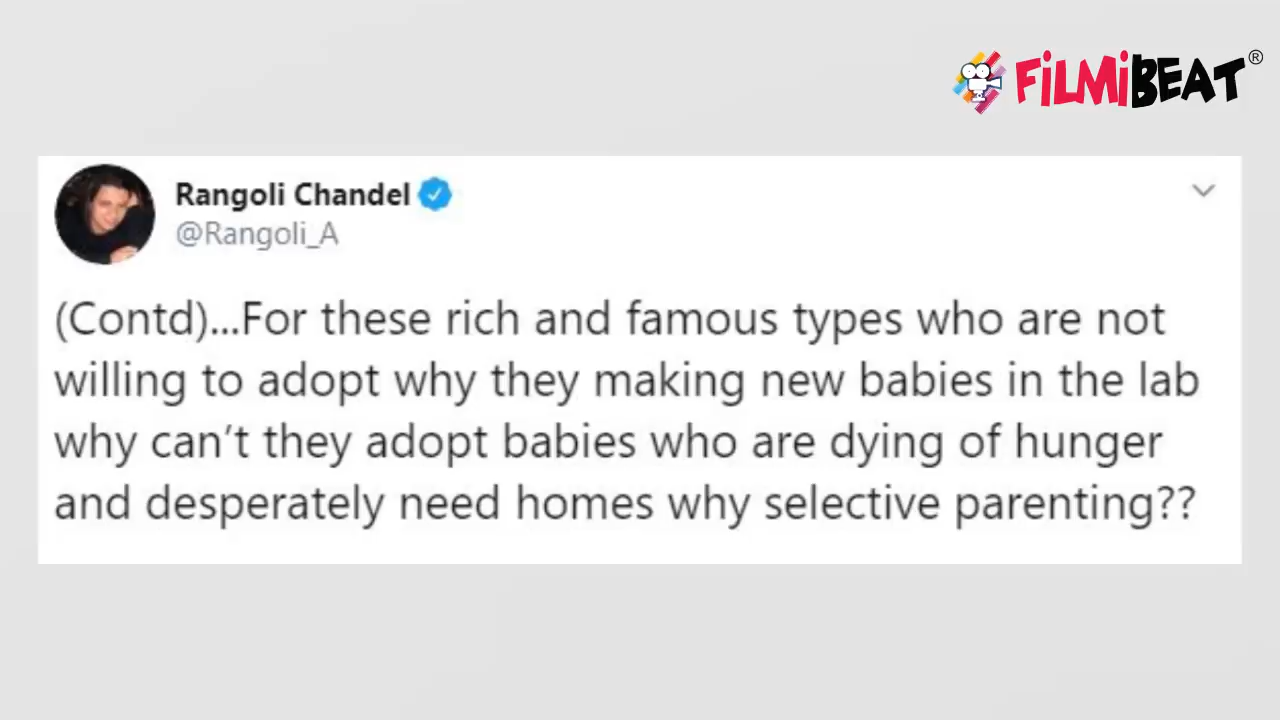 FiLMiBEAT®
Rangoli Chandel
@Rangoli_A
(Contd)...For these rich and famous types who are not
willing to adopt why they making new babies in the lab
why can’t they adopt babies who are dying of hunger
and desperately need homes why selective parenting??